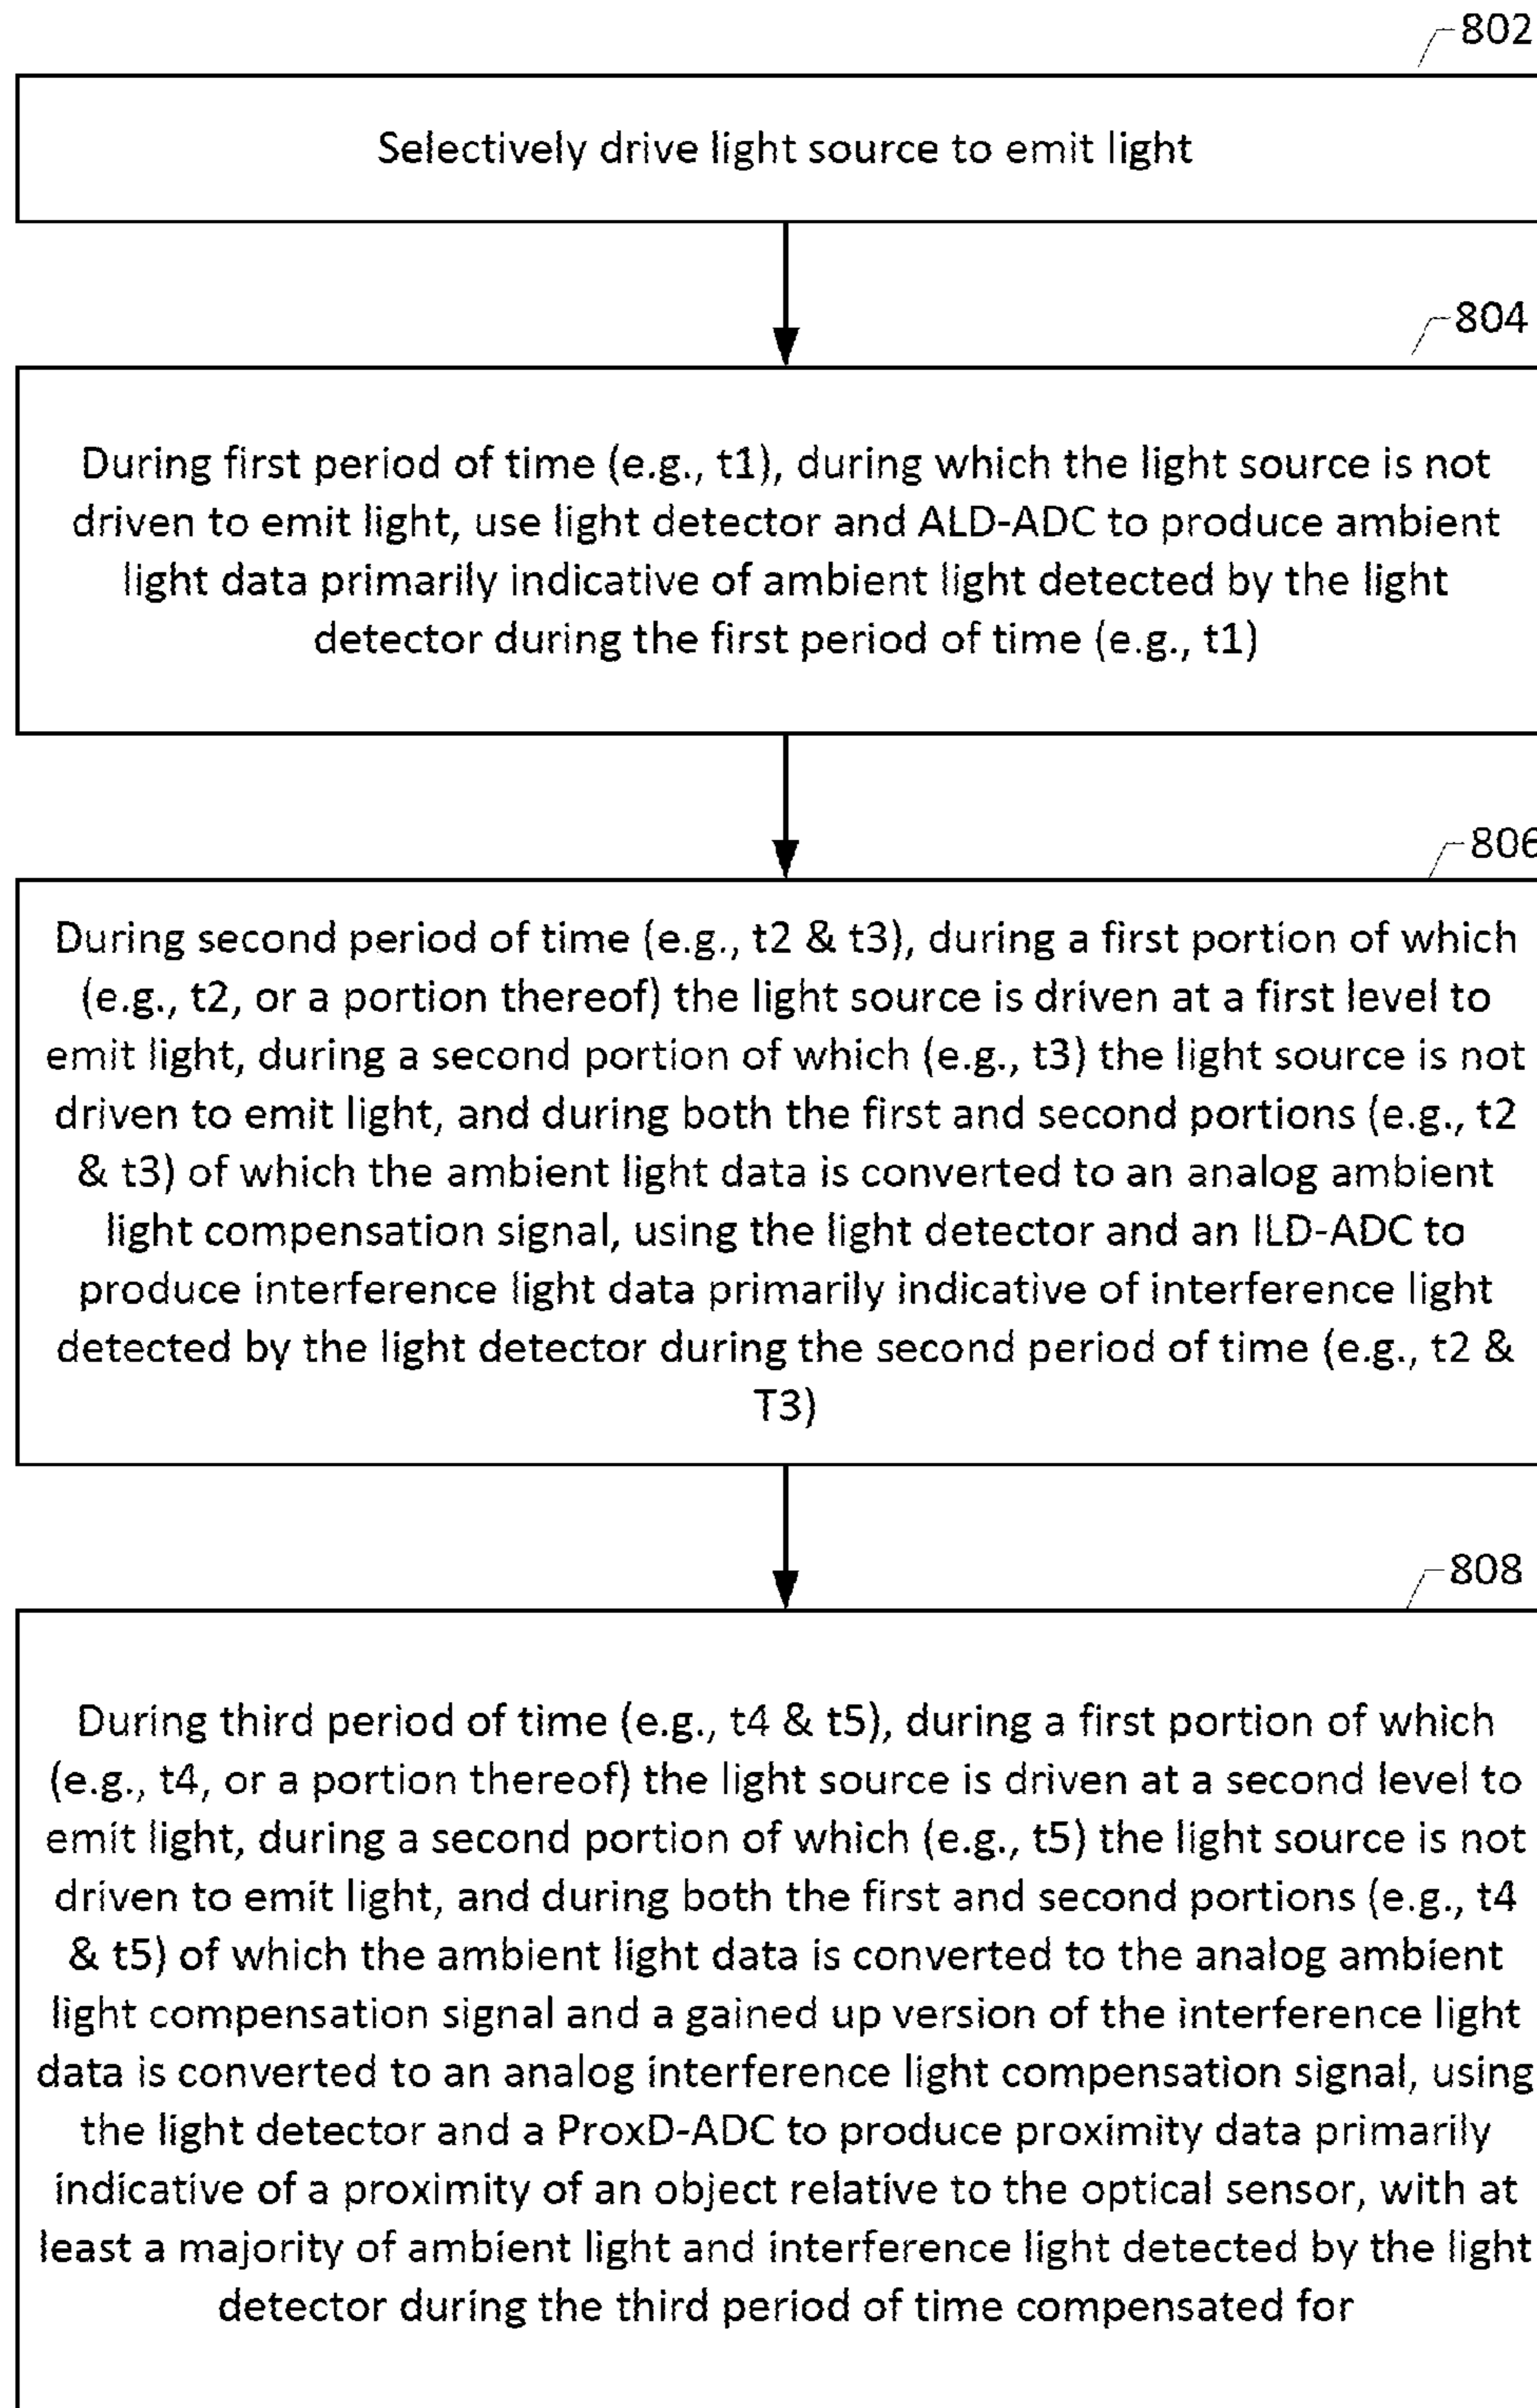 802
Selectively drive light source to emit light
804
During first period of time (e.g., t1), during which the light source is not
driven to emit light, use light detector and ALD-ADC to produce ambient
light data primarily indicative of ambient light detected by the light
detector during the first period of time (e.g., t1)
806
During second period of time (e.g., t2 & t3), during a first portion of which
(e.g., t2, or a portion thereof) the light source is driven at a first level to
emit light, during a second portion of which (e.g., t3) the light source is not
driven to emit light, and during both the first and second portions (e.g., t2
& t3) of which the ambient light data is converted to an analog ambient
light compensation signal, using the light detector and an ILD-ADC to
produce interference light data primarily indicative of interference light
detected by the light detector during the second period of time (e.g., t2 &
T3)
808
During third period of time (e.g., t4 & t5), during a first portion of which
(e.g., t4, or a portion thereof) the light source is driven at a second level to
emit light, during a second portion of which (e.g., t5) the light source is not
driven to emit light, and during both the first and second portions (e.g., t4
& t5) of which the ambient light data is converted to the analog ambient
light compensation signal and a gained up version of the interference light
data is converted to an analog interference light compensation signal, using
the light detector and a ProxD-ADC to produce proximity data primarily
indicative of a proximity of an object relative to the optical sensor, with at
least a majority of ambient light and interference light detected by the light
detector during the third period of time compensated for